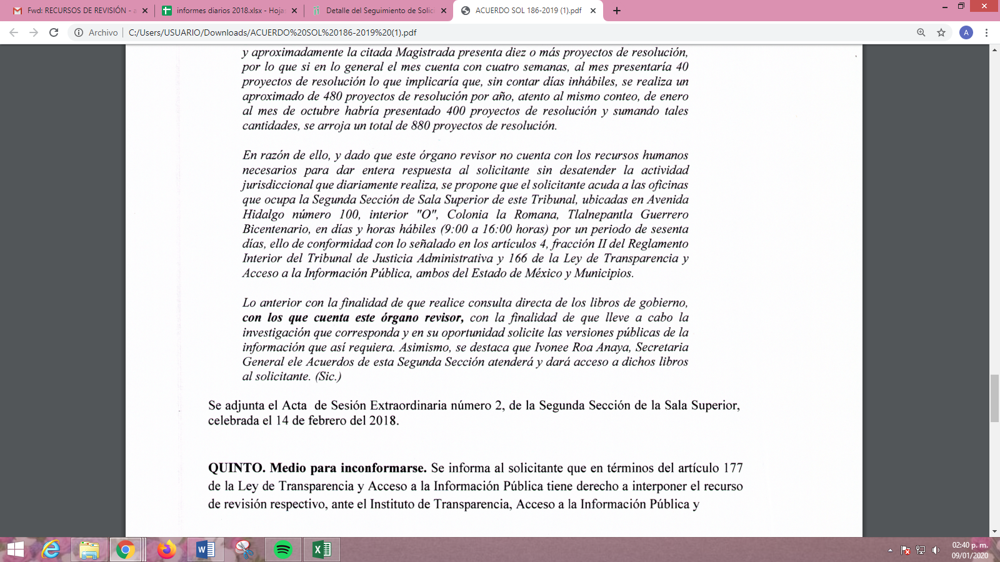 Fwd: RECURSOS DE REVISIÓN - a
informes diarios 2018.xlsx - Hoja
Detalle del Seguimiento de Solici
ACUERDO SOL 186-2019 (1).pdf
Archivo
C:/Users/USUARIO/Downloads/ACUERDO%20SOL%20186-2019%20(1).pdf
A
y aproximadamente la citada Magistrada presenta diez o más proyectos de resolución,
por lo que si en lo general el mes cuenta con cuatro semanas, al mes presentaría 40
proyectos de resolución lo que implicaría que, sin contar días inhábiles, se realiza un
aproximado de 480 proyectos de resolución por año, atento al mismo conteo, de enero
al mes de octubre habría presentado 400 proyectos de resolución y sumando tales
cantidades, se arroja un total de 880 proyectos de resolución.
En razón de ello, y dado que este órgano revisor no cuenta con los recursos humanos
necesarios para dar entera respuesta al solicitante sin desatender la actividad
jurisdiccional que diariamente realiza, se propone que el solicitante acuda a las oficinas
que ocupa la Segunda Sección de Sala Superior de este Tribunal, ubicadas en Avenida
Hidalgo número 100, interior "O", Colonia la Romana, Tlalnepantla Guerrero
Bicentenario, en días y horas hábiles (9:00 a 16:00 horas) por un periodo de sesenta
días, ello de conformidad con lo señalado en los artículos 4, fracción II del Reglamento
Interior del Tribunal de Justicia Administrativa y 166 de la Ley de Transparencia y
Acceso a la Información Pública, ambos del Estado de México y Municipios.
Lo anterior con la finalidad de que realice consulta directa de los libros de gobierno,
con los que cuenta este órgano revisor, con la finalidad de que lleve a cabo la
investigación que corresponda y en su oportunidad solicite las versiones públicas de la
información que así requiera. Asimismo, se destaca que Ivonee Roa Anaya, Secretaria
General ele Acuerdos de esta Segunda Sección atenderá y dará acceso a dichos libros
al solicitante. (Sic.)
Se adjunta el Acta de Sesión Extraordinaria número 2, de la Segunda Sección de la Sala Superior,
celebrada el 14 de febrero del 2018.
QUINTO. Medio para inconformarse. Se informa al solicitante que en términos del artículo 177
de la Ley de Transparencia y Acceso a la Información Pública tiene derecho a interponer el recurso
de revisión respectivo, ante el Instituto de Transparencia, Acceso a la Información Pública y
02:40 p. m.
09/01/2020